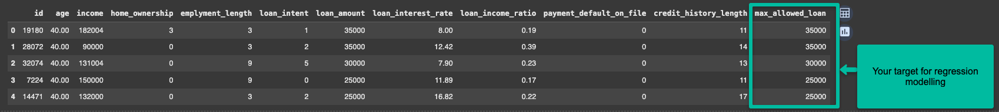 id age income home_ownership emplyment_length loan_intent loan_amount loan_interest_rate loan_income_ratio payment_default_on_file credit_history_length max_allowed_loan
0 19180 40.00 182004 3 3 1 35000 8.00 0.19 0 11 35000
1 28072 40.00 90000 0 3 2 35000 12.42 0.39 0 14 35000
2 32074 40.00 131004 0 9 5 30000 7.90 0.23 0 13 30000
3 7224 40.00 150000 0 9 0 25000 11.89 0.17 0 11 25000
4 14471 40.00 132000 0 3 2 25000 16.82 0.22 0 17 25000
Your target for regression
modelling